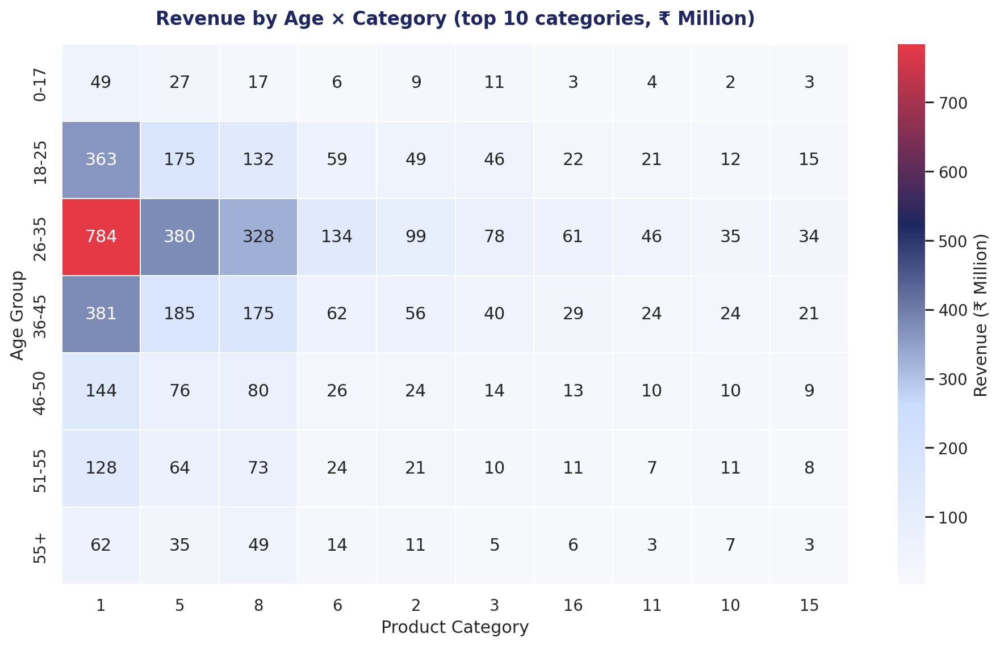 Revenue by Age × Category (top 10 categories, ₹ Million)
Age Group
0-17 49 27 17 6 9 11 3 4 2 3
18-25 363 175 132 59 49 46 22 21 12 15
26-35 784 380 328 134 99 78 61 46 35 34
36-45 381 185 175 62 56 40 29 24 24 21
46-50 144 76 80 26 24 14 13 10 10 9
51-55 128 64 73 24 21 10 11 7 11 8
55+ 62 35 49 14 11 5 6 3 7 3
1 5 8 6 2 3 16 11 10 15
Product Category
700
600
500
400
300
200
100
Revenue (₹ Million)